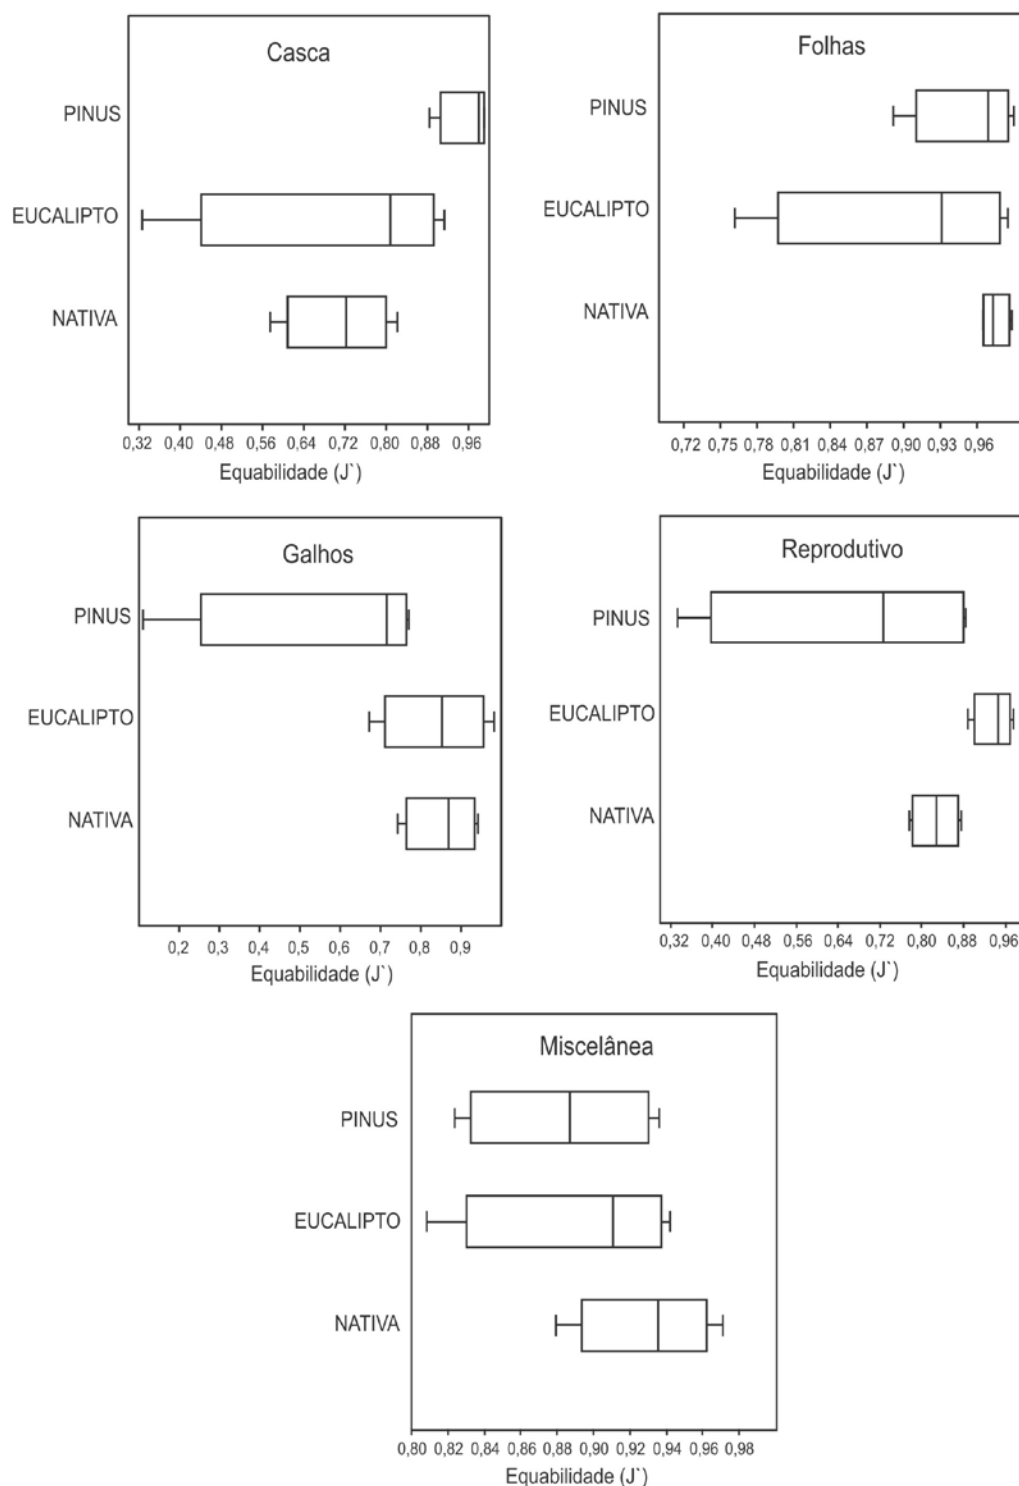 Casca
PINUS
EUCALIPTO
NATIVA
0,32 0,40 0,48 0,56 0,64 0,72 0,80 0,88 0,96
Equabilidade (J`)
Folhas
PINUS
EUCALIPTO
NATIVA
0,72 0,75 0,78 0,81 0,84 0,87 0,90 0,93 0,96
Equabilidade (J`)
Galhos
PINUS
EUCALIPTO
NATIVA
0,2 0,3 0,4 0,5 0,6 0,7 0,8 0,9
Equabilidade (J`)
Reprodutivo
PINUS
EUCALIPTO
NATIVA
0,32 0,40 0,48 0,56 0,64 0,72 0,80 0,88 0,96
Equabilidade (J`)
Miscelânea
PINUS
EUCALIPTO
NATIVA
0,80 0,82 0,84 0,86 0,88 0,90 0,92 0,94 0,96 0,98
Equabilidade (J`)